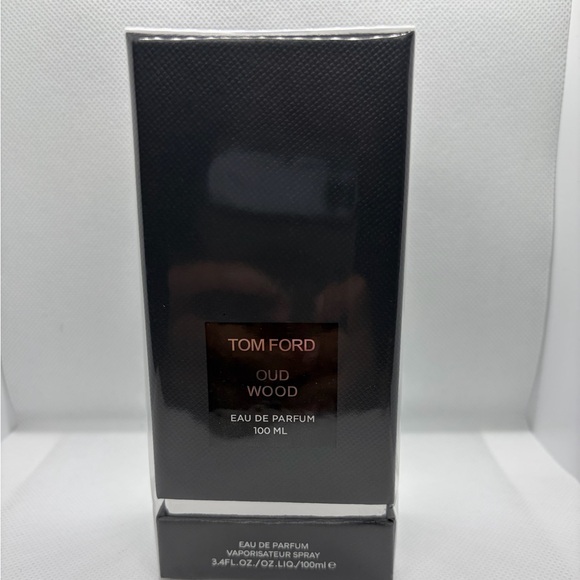 TOM FORD
OUD
WOOD
EAU DE PARFUM
100 ML
EAU DE PARFUM
VAPORISATEUR SPRAY
3.4FL.OZ./OZ.LIQ./100ml ℮